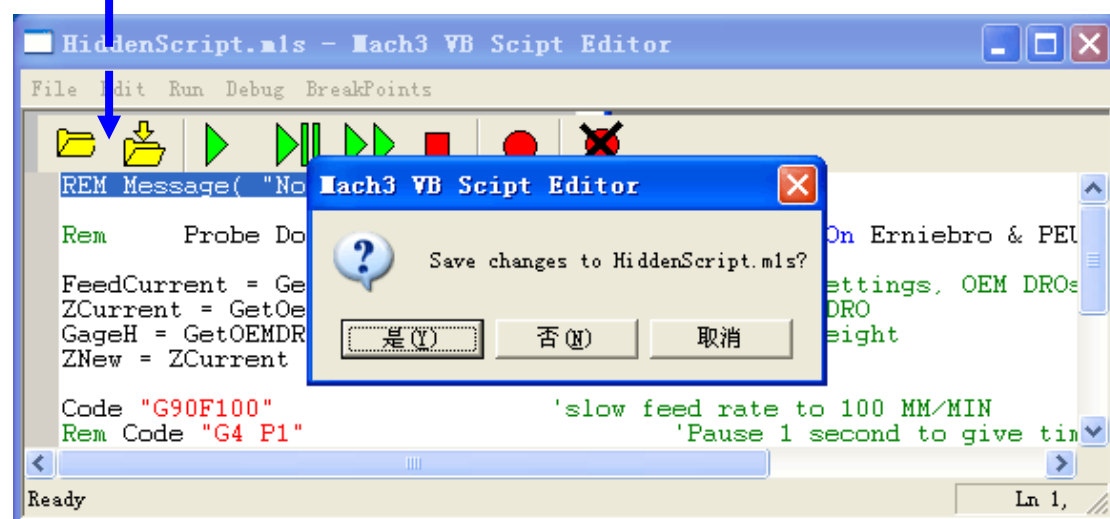 HiddenScript.m1s - Mach3 VB Scipt Editor
File Edit Run Debug BreakPoints
REM Message( "No
Rem Probe Do On Erniebro & PEU
FeedCurrent = Ge ettings, OEM DROs
ZCurrent = GetOe DRO
GageH = GetOEMDR eight
ZNew = ZCurrent
Code "G90F100" 'slow feed rate to 100 MM/MIN
Rem Code "G4 P1" 'Pause 1 second to give tim
Mach3 VB Scipt Editor
Save changes to HiddenScript.m1s?
是(Y) 否(N) 取消
Ready Ln 1,